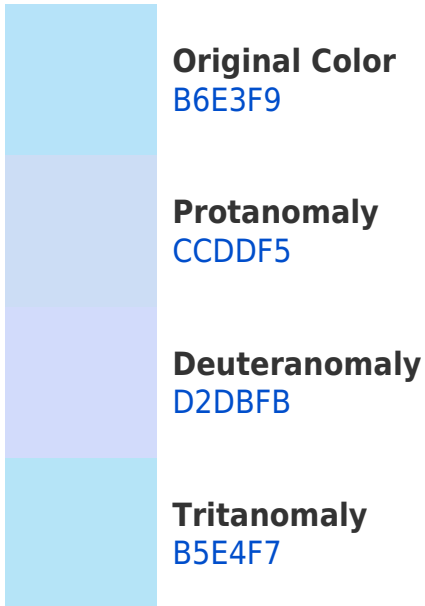 Original Color
B6E3F9
Protanomaly
CCDDF5
Deuteranomaly
D2DBFB
Tritanomaly
B5E4F7